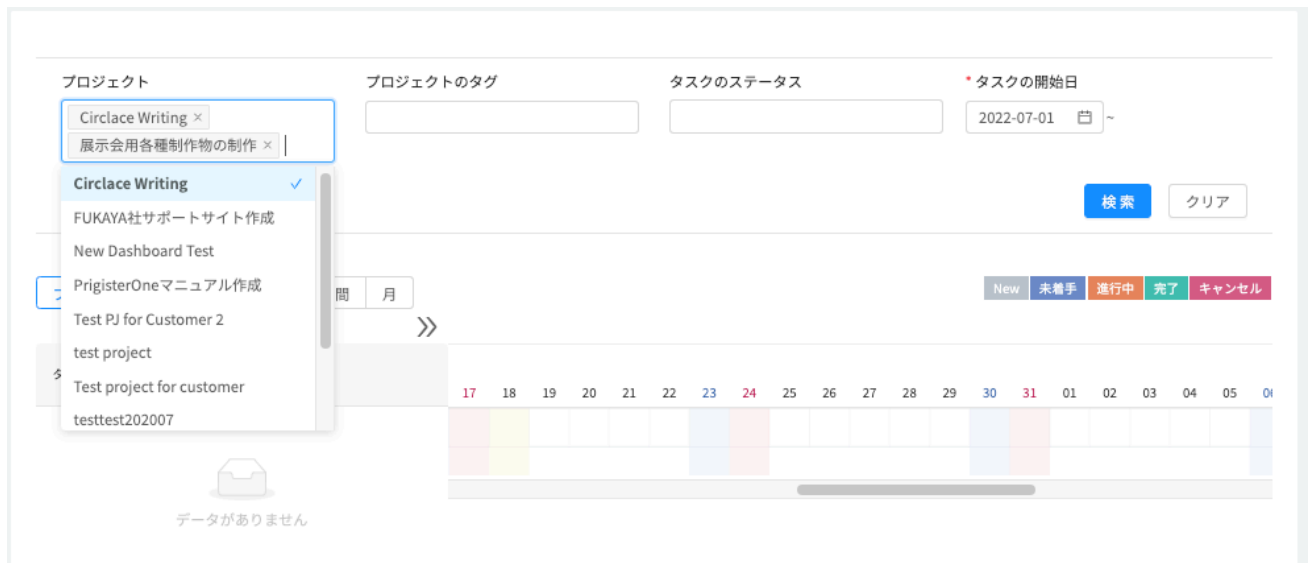 プロジェクト
プロジェクトのタグ
タスクのステータス
* タスクの開始日
Circlace Writing ×
展示会用各種制作物の制作 ×
2022-07-01
~
Circlace Writing
FUKAYA社サポートサイト作成
New Dashboard Test
PrigisterOneマニュアル作成
Test PJ for Customer 2
test project
Test project for customer
testtest202007
検索
クリア
間
月
New
未着手
進行中
完了
キャンセル
17 18 19 20 21 22 23 24 25 26 27 28 29 30 31 01 02 03 04 05
データがありません